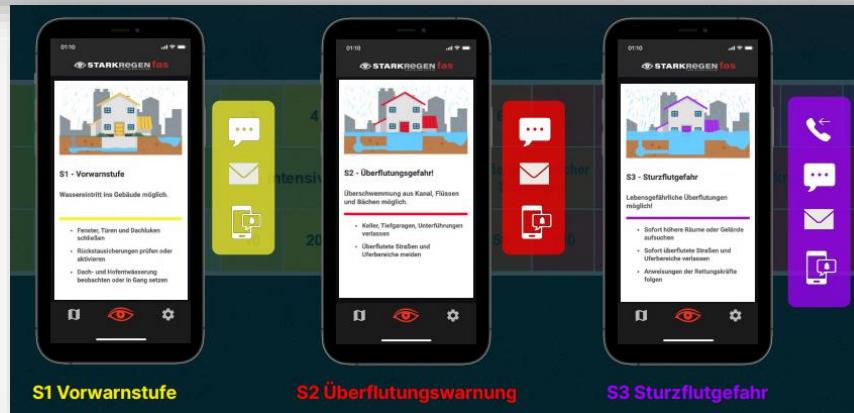 01:10
STARKREGEN fas
S1 - Vorwarnstufe
Wassereintritt ins Gebäude möglich.
• Fenster, Türen und Dachluken
schließen
• Rückstausicherungen prüfen oder
aktivieren
• Dach- und Hofentwässerung
beobachten oder in Gang setzen
S1 Vorwarnstufe
01:10
STARKREGEN fas
S2 - Überflutungsgefahr!
Überschwemmung aus Kanal, Flüssen
und Bächen möglich.
• Keller, Tiefgaragen, Unterführungen
verlassen
• Überflutete Straßen und
Uferbereiche meiden
S2 Überflutungswarnung
01:10
STARKREGEN fas
S3 - Sturzflutgefahr
Lebensgefährliche Überflutungen
möglich!
• Sofort höhere Räume oder Gelände
aufsuchen
• Sofort überflutete Straßen und
Uferbereiche verlassen
• Anweisungen der Rettungskräfte
folgen
S3 Sturzflutgefahr